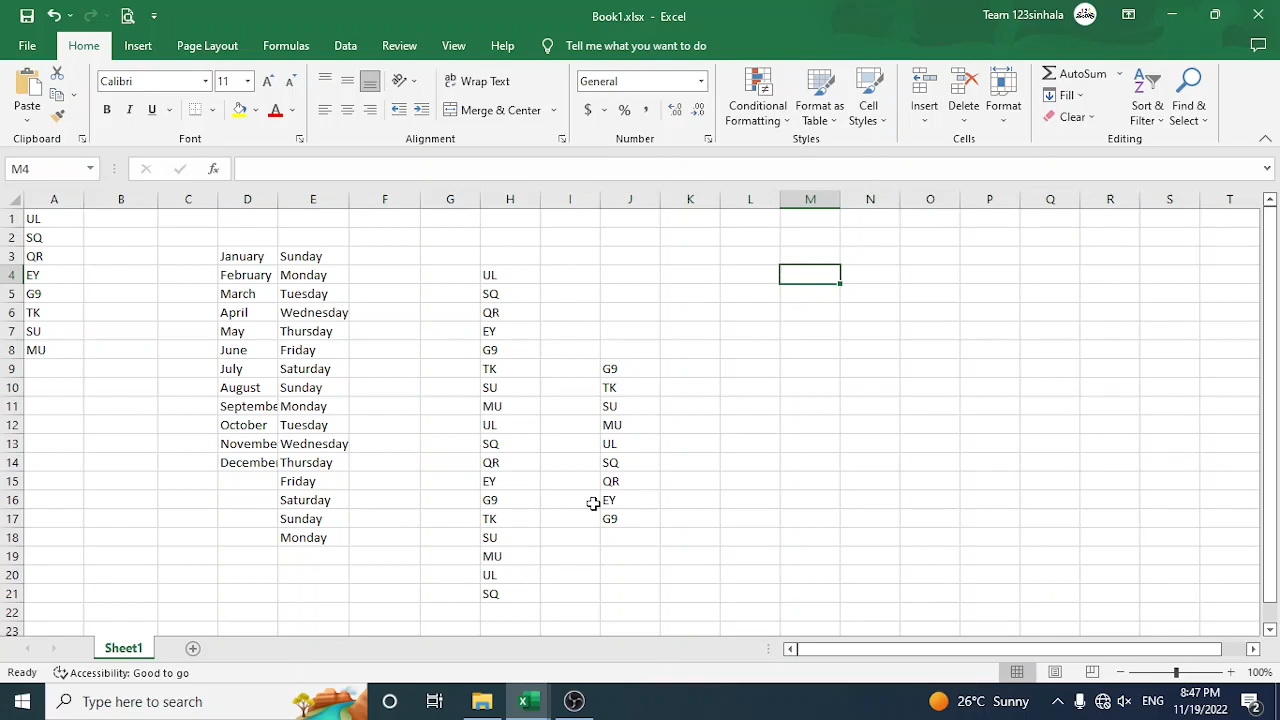 Book1.xlsx - Excel
Team 123sinhala
File Home Insert Page Layout Formulas Data Review View Help Tell me what you want to do
Paste
Clipboard
Calibri 11
B I U
Font
Wrap Text
Merge & Center
Alignment
General
$ % ,
Number
Conditional Formatting
Format as Table
Cell Styles
Styles
Insert Delete Format
Cells
AutoSum
Fill
Clear
Sort & Filter
Find & Select
Editing
M4 fx
A B C D E F G H I J K L M N O P Q R S T
1 UL
2 SQ
3 QR January Sunday
4 EY February Monday UL
5 G9 March Tuesday SQ
6 TK April Wednesday QR
7 SU May Thursday EY
8 MU June Friday G9
9 July Saturday TK G9
10 August Sunday SU TK
11 Septembe Monday MU SU
12 October Tuesday UL MU
13 Novembe Wednesday SQ UL
14 December Thursday QR SQ
15 Friday EY QR
16 Saturday G9 EY
17 Sunday TK G9
18 Monday SU
19 MU
20 UL
21 SQ
22
23
Sheet1
Ready Accessibility: Good to go 100%
Type here to search
26°C Sunny
ENG
8:47 PM
11/19/2022
2